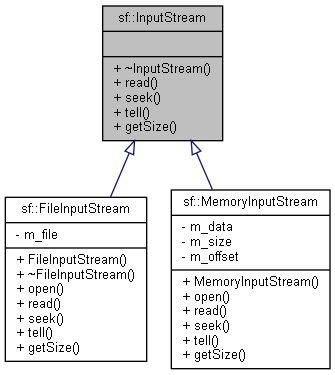 sf::InputStream
+ ~InputStream()
+ read()
+ seek()
+ tell()
+ getSize()
sf::FileInputStream
- m_file
+ FileInputStream()
+ ~FileInputStream()
+ open()
+ read()
+ seek()
+ tell()
+ getSize()
sf::MemoryInputStream
- m_data
- m_size
- m_offset
+ MemoryInputStream()
+ open()
+ read()
+ seek()
+ tell()
+ getSize()